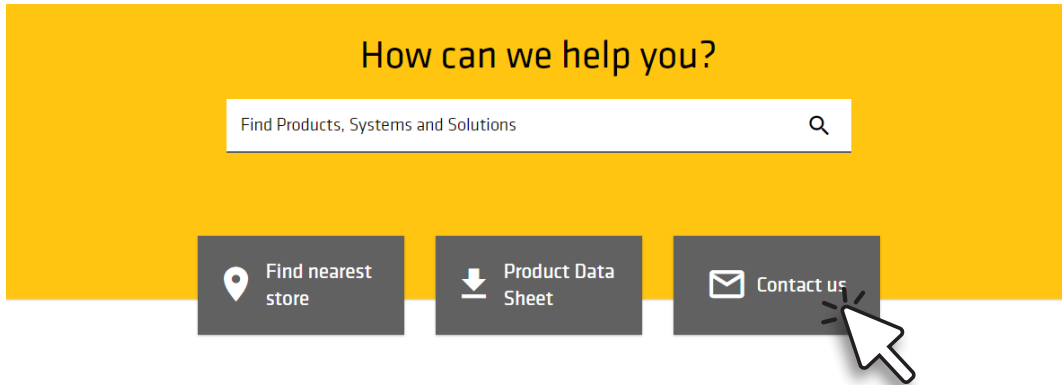 How can we help you?
Find Products, Systems and Solutions
Find nearest
store
Product Data
Sheet
Contact us